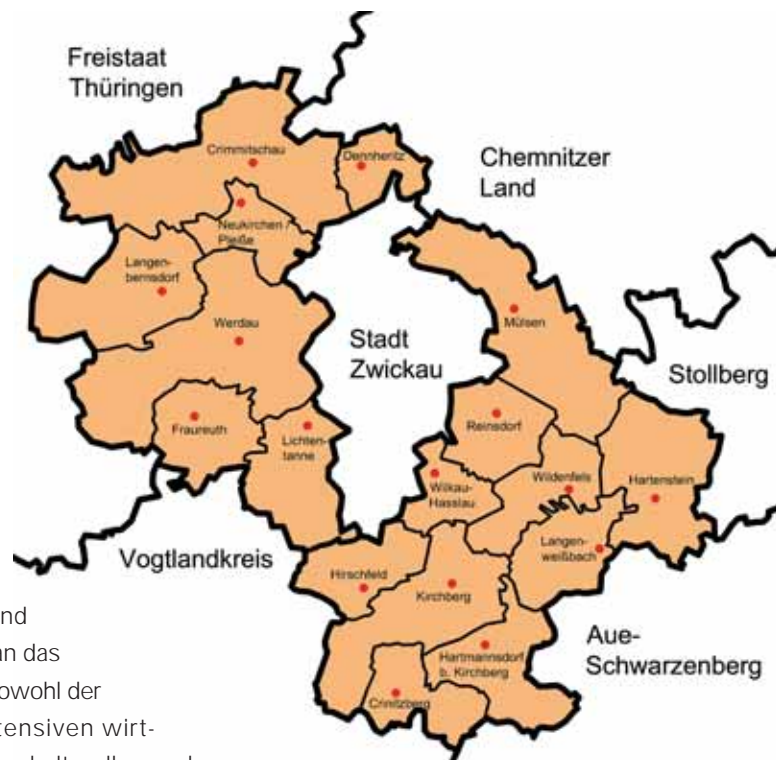 Freistaat
Thüringen
Crimmitschau
Dennheritz
Chemnitzer
Land
Neukirchen /
Pleiße
Langen-
bernsdorf
Werdau
Mülsen
Stadt
Zwickau
Stollberg
Fraureuth
Lichten-
tanne
Reinsdorf
Wilkau-
Hasslau
Wildenfels
Hartenstein
Vogtlandkreis
Langen-
weißbach
Hirschfeld
Kirchberg
Aue-
Schwarzenberg
Hartmannsdorf
b. Kirchberg
Crinitzberg
nd
an das
owohl der
tensiven wirt-